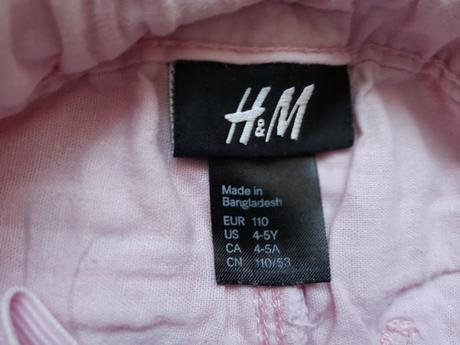 H&M
Made in
Bangladesh
EUR 110
US 4-5Y
CA 4-5A
CN 110/53